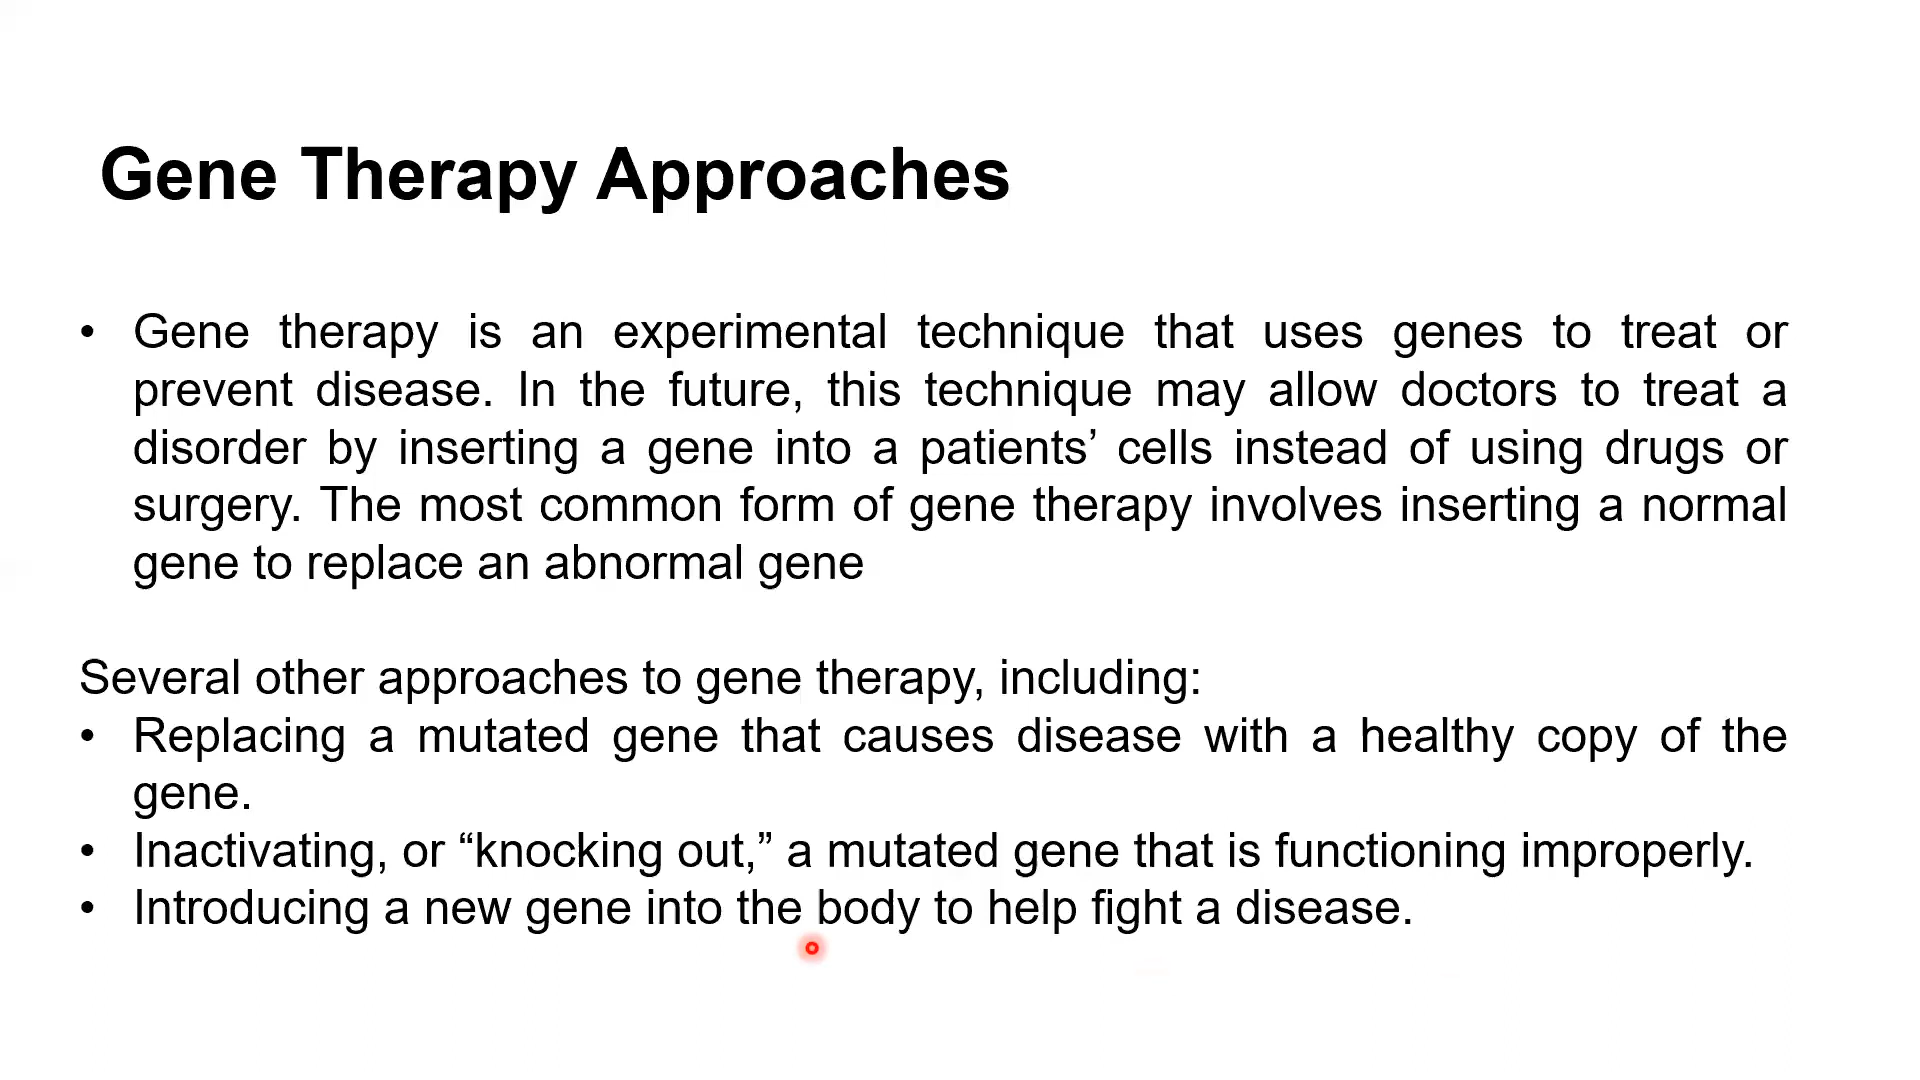 Gene Therapy Approaches
• Gene therapy is an experimental technique that uses genes to treat or
prevent disease. In the future, this technique may allow doctors to treat a
disorder by inserting a gene into a patients’ cells instead of using drugs or
surgery. The most common form of gene therapy involves inserting a normal
gene to replace an abnormal gene
Several other approaches to gene therapy, including:
• Replacing a mutated gene that causes disease with a healthy copy of the
gene.
• Inactivating, or “knocking out,” a mutated gene that is functioning improperly.
• Introducing a new gene into the body to help fight a disease.